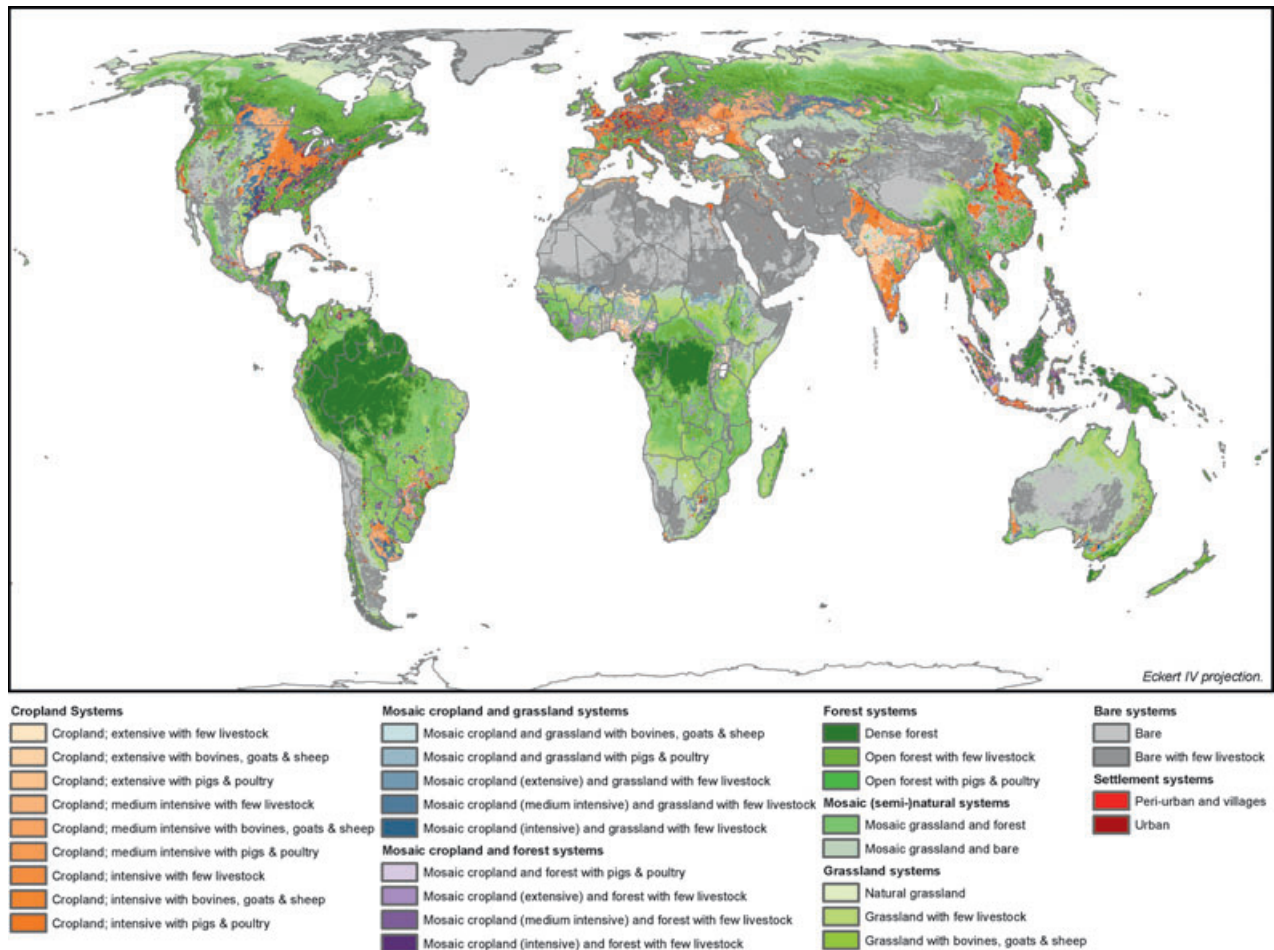 Eckert IV projection.
Cropland Systems
Cropland; extensive with few livestock
Cropland; extensive with bovines, goats & sheep
Cropland; extensive with pigs & poultry
Cropland; medium intensive with few livestock
Cropland; medium intensive with bovines, goats & sheep
Cropland; medium intensive with pigs & poultry
Cropland; intensive with few livestock
Cropland; intensive with bovines, goats & sheep
Cropland; intensive with pigs & poultry
Mosaic cropland and grassland systems
Mosaic cropland and grassland with bovines, goats & sheep
Mosaic cropland and grassland with pigs & poultry
Mosaic cropland (extensive) and grassland with few livestock
Mosaic cropland (medium intensive) and grassland with few livestock
Mosaic cropland (intensive) and grassland with few livestock
Mosaic cropland and forest systems
Mosaic cropland and forest with pigs & poultry
Mosaic cropland (extensive) and forest with few livestock
Mosaic cropland (medium intensive) and forest with few livestock
Mosaic cropland (intensive) and forest with few livestock
Forest systems
Dense forest
Open forest with few livestock
Open forest with pigs & poultry
Mosaic (semi-)natural systems
Mosaic grassland and forest
Mosaic grassland and bare
Grassland systems
Natural grassland
Grassland with few livestock
Grassland with bovines, goats & sheep
Bare systems
Bare
Bare with few livestock
Settlement systems
Peri-urban and villages
Urban